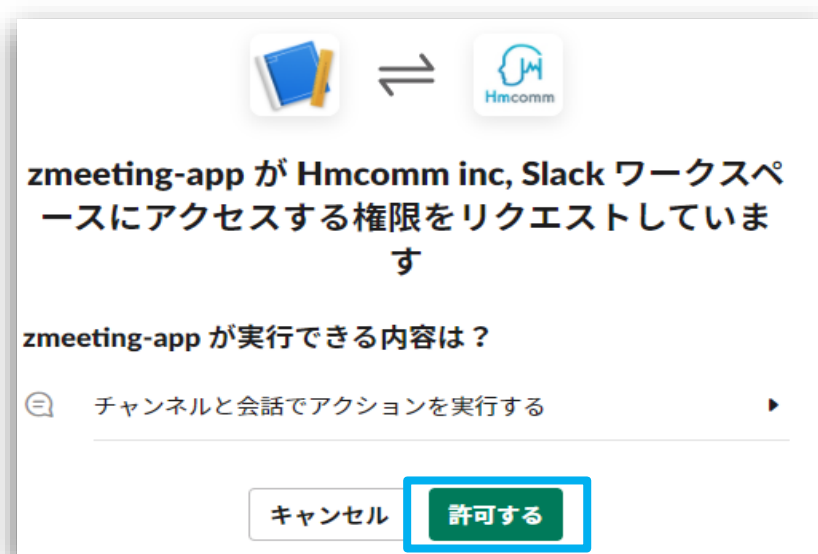 Hmcomm
zmeeting-app が Hmcomm inc, Slack ワークスペ
ースにアクセスする権限をリクエストしていま
す
zmeeting-app が実行できる内容は？
チャンネルと会話でアクションを実行する
キャンセル 許可する